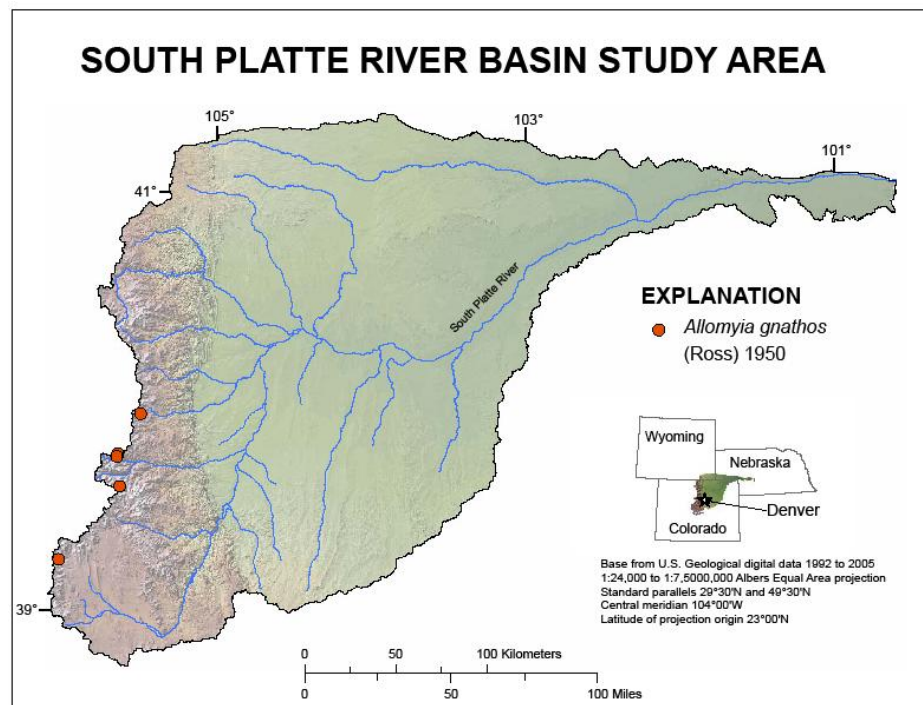 SOUTH PLATTE RIVER BASIN STUDY AREA
105°
103°
101°
41°
South Platte River
EXPLANATION
Allomyia gnathos
(Ross) 1950
Wyoming
Nebraska
Denver
Colorado
Base from U.S. Geological digital data 1992 to 2005
1:24,000 to 1:7,5000,000 Albers Equal Area projection
Standard parallels 29°30'N and 49°30'N
Central meridian 104°00'W
Latitude of projection origin 23°00'N
39°
0 50 100 Kilometers
0 50 100 Miles